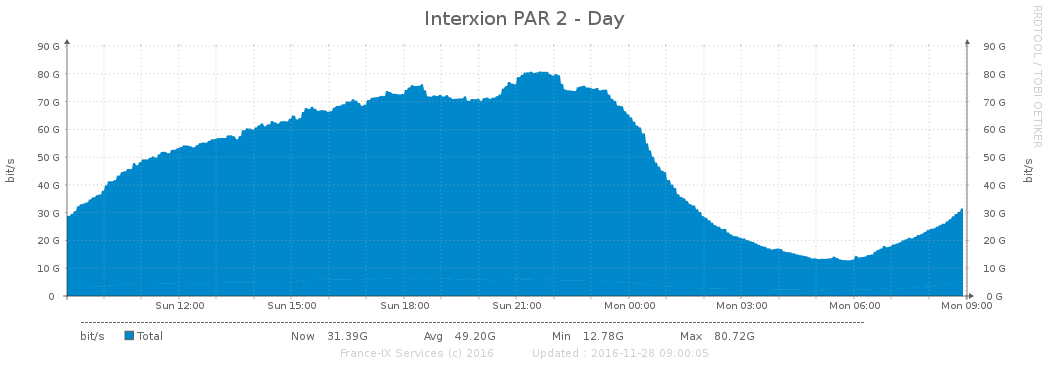 Interxion PAR 2 - Day
RRDTOOL / TOBI OETIKER
90 G 90 G
80 G 80 G
70 G 70 G
60 G 60 G
50 G 50 G
40 G 40 G
30 G 30 G
20 G 20 G
10 G 10 G
0 0 G
bit/s bit/s
Sun 12:00 Sun 15:00 Sun 18:00 Sun 21:00 Mon 00:00 Mon 03:00 Mon 06:00 Mon 09:00
bit/s Total Now 31.39G Avg 49.20G Min 12.78G Max 80.72G
France-IX Services (c) 2016 Updated : 2016-11-28 09:00:05